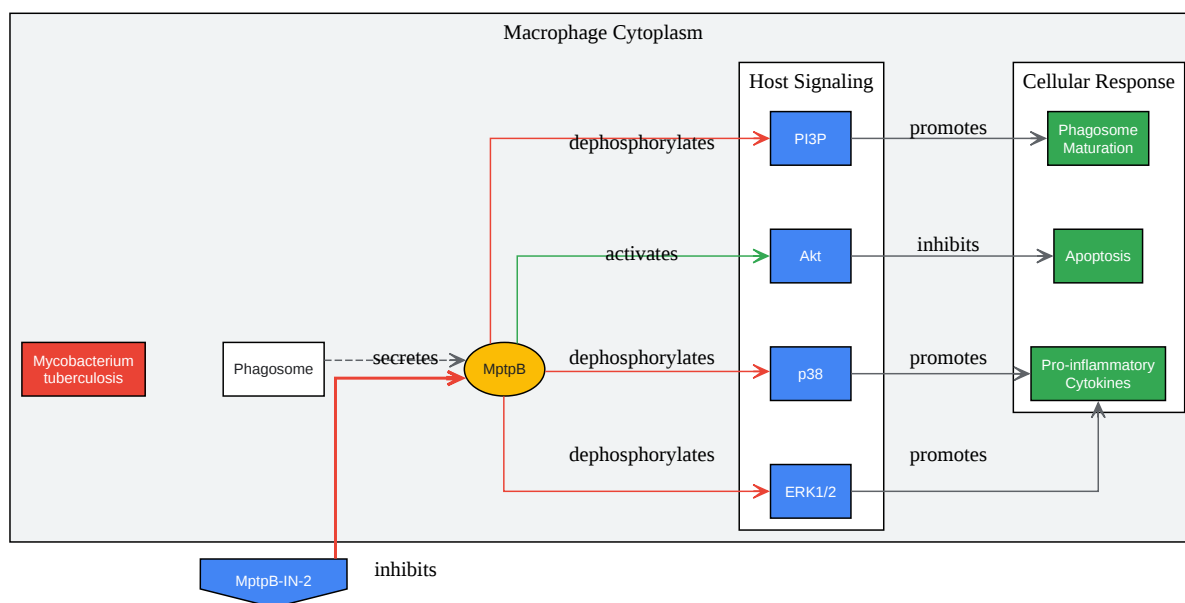 Macrophage Cytoplasm
Host Signaling
Cellular Response
dephosphorylates
PI3P
promotes
Phagosome
Maturation
activates
Akt
inhibits
Apoptosis
Mycobacterium
tuberculosis
Phagosome
secretes
MptpB
dephosphorylates
p38
promotes
Pro-inflammatory
Cytokines
dephosphorylates
ERK1/2
promotes
MptpB-IN-2
inhibits